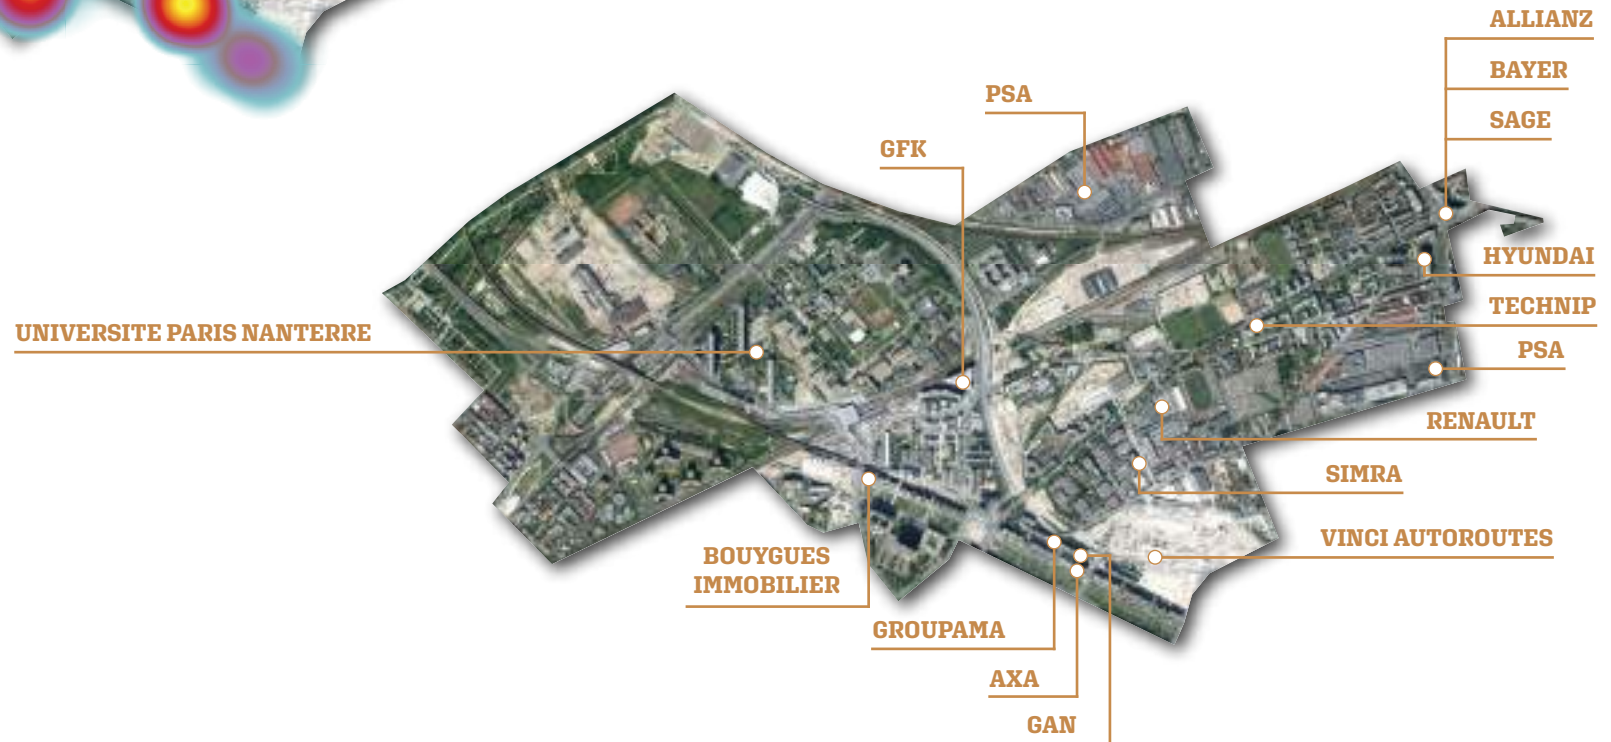 ALLIANZ
BAYER
PSA
SAGE
GFK
HYUNDAI
TECHNIP
UNIVERSITE PARIS NANTERRE
PSA
RENAULT
SIMRA
VINCI AUTOROUTES
BOUYGUES
IMMOBILIER
GROUPAMA
AXA
GAN